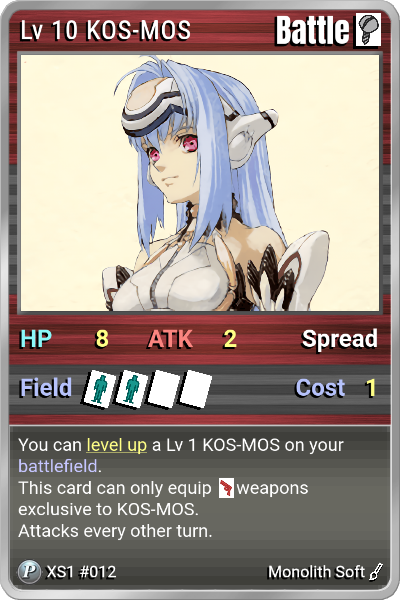 Lv 10 KOS-MOS Battle
HP 8 ATK 2 Spread
Field Cost 1
You can level up a Lv 1 KOS-MOS on your
battlefield.
This card can only equip weapons
exclusive to KOS-MOS.
Attacks every other turn.
P XS1 #012 Monolith Soft